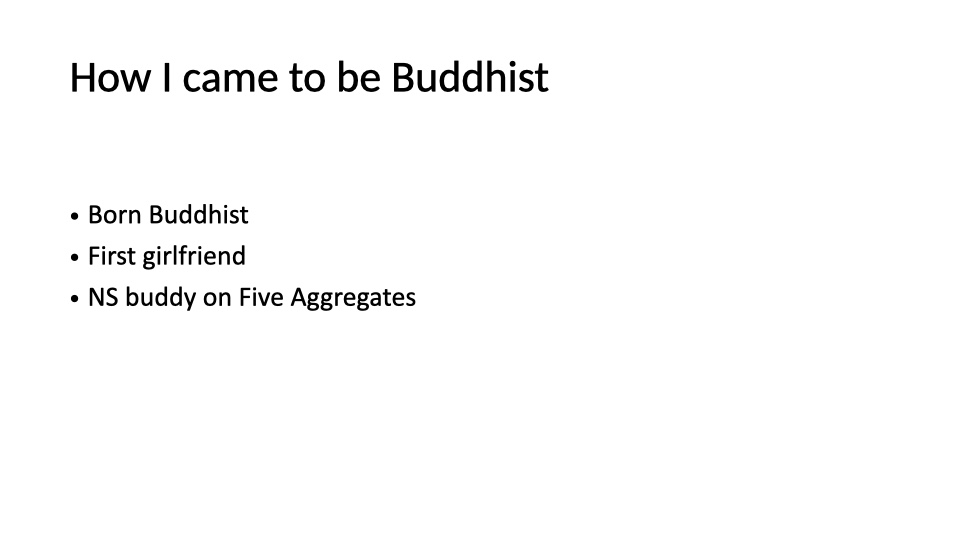 How I came to be Buddhist
• Born Buddhist
• First girlfriend
• NS buddy on Five Aggregates